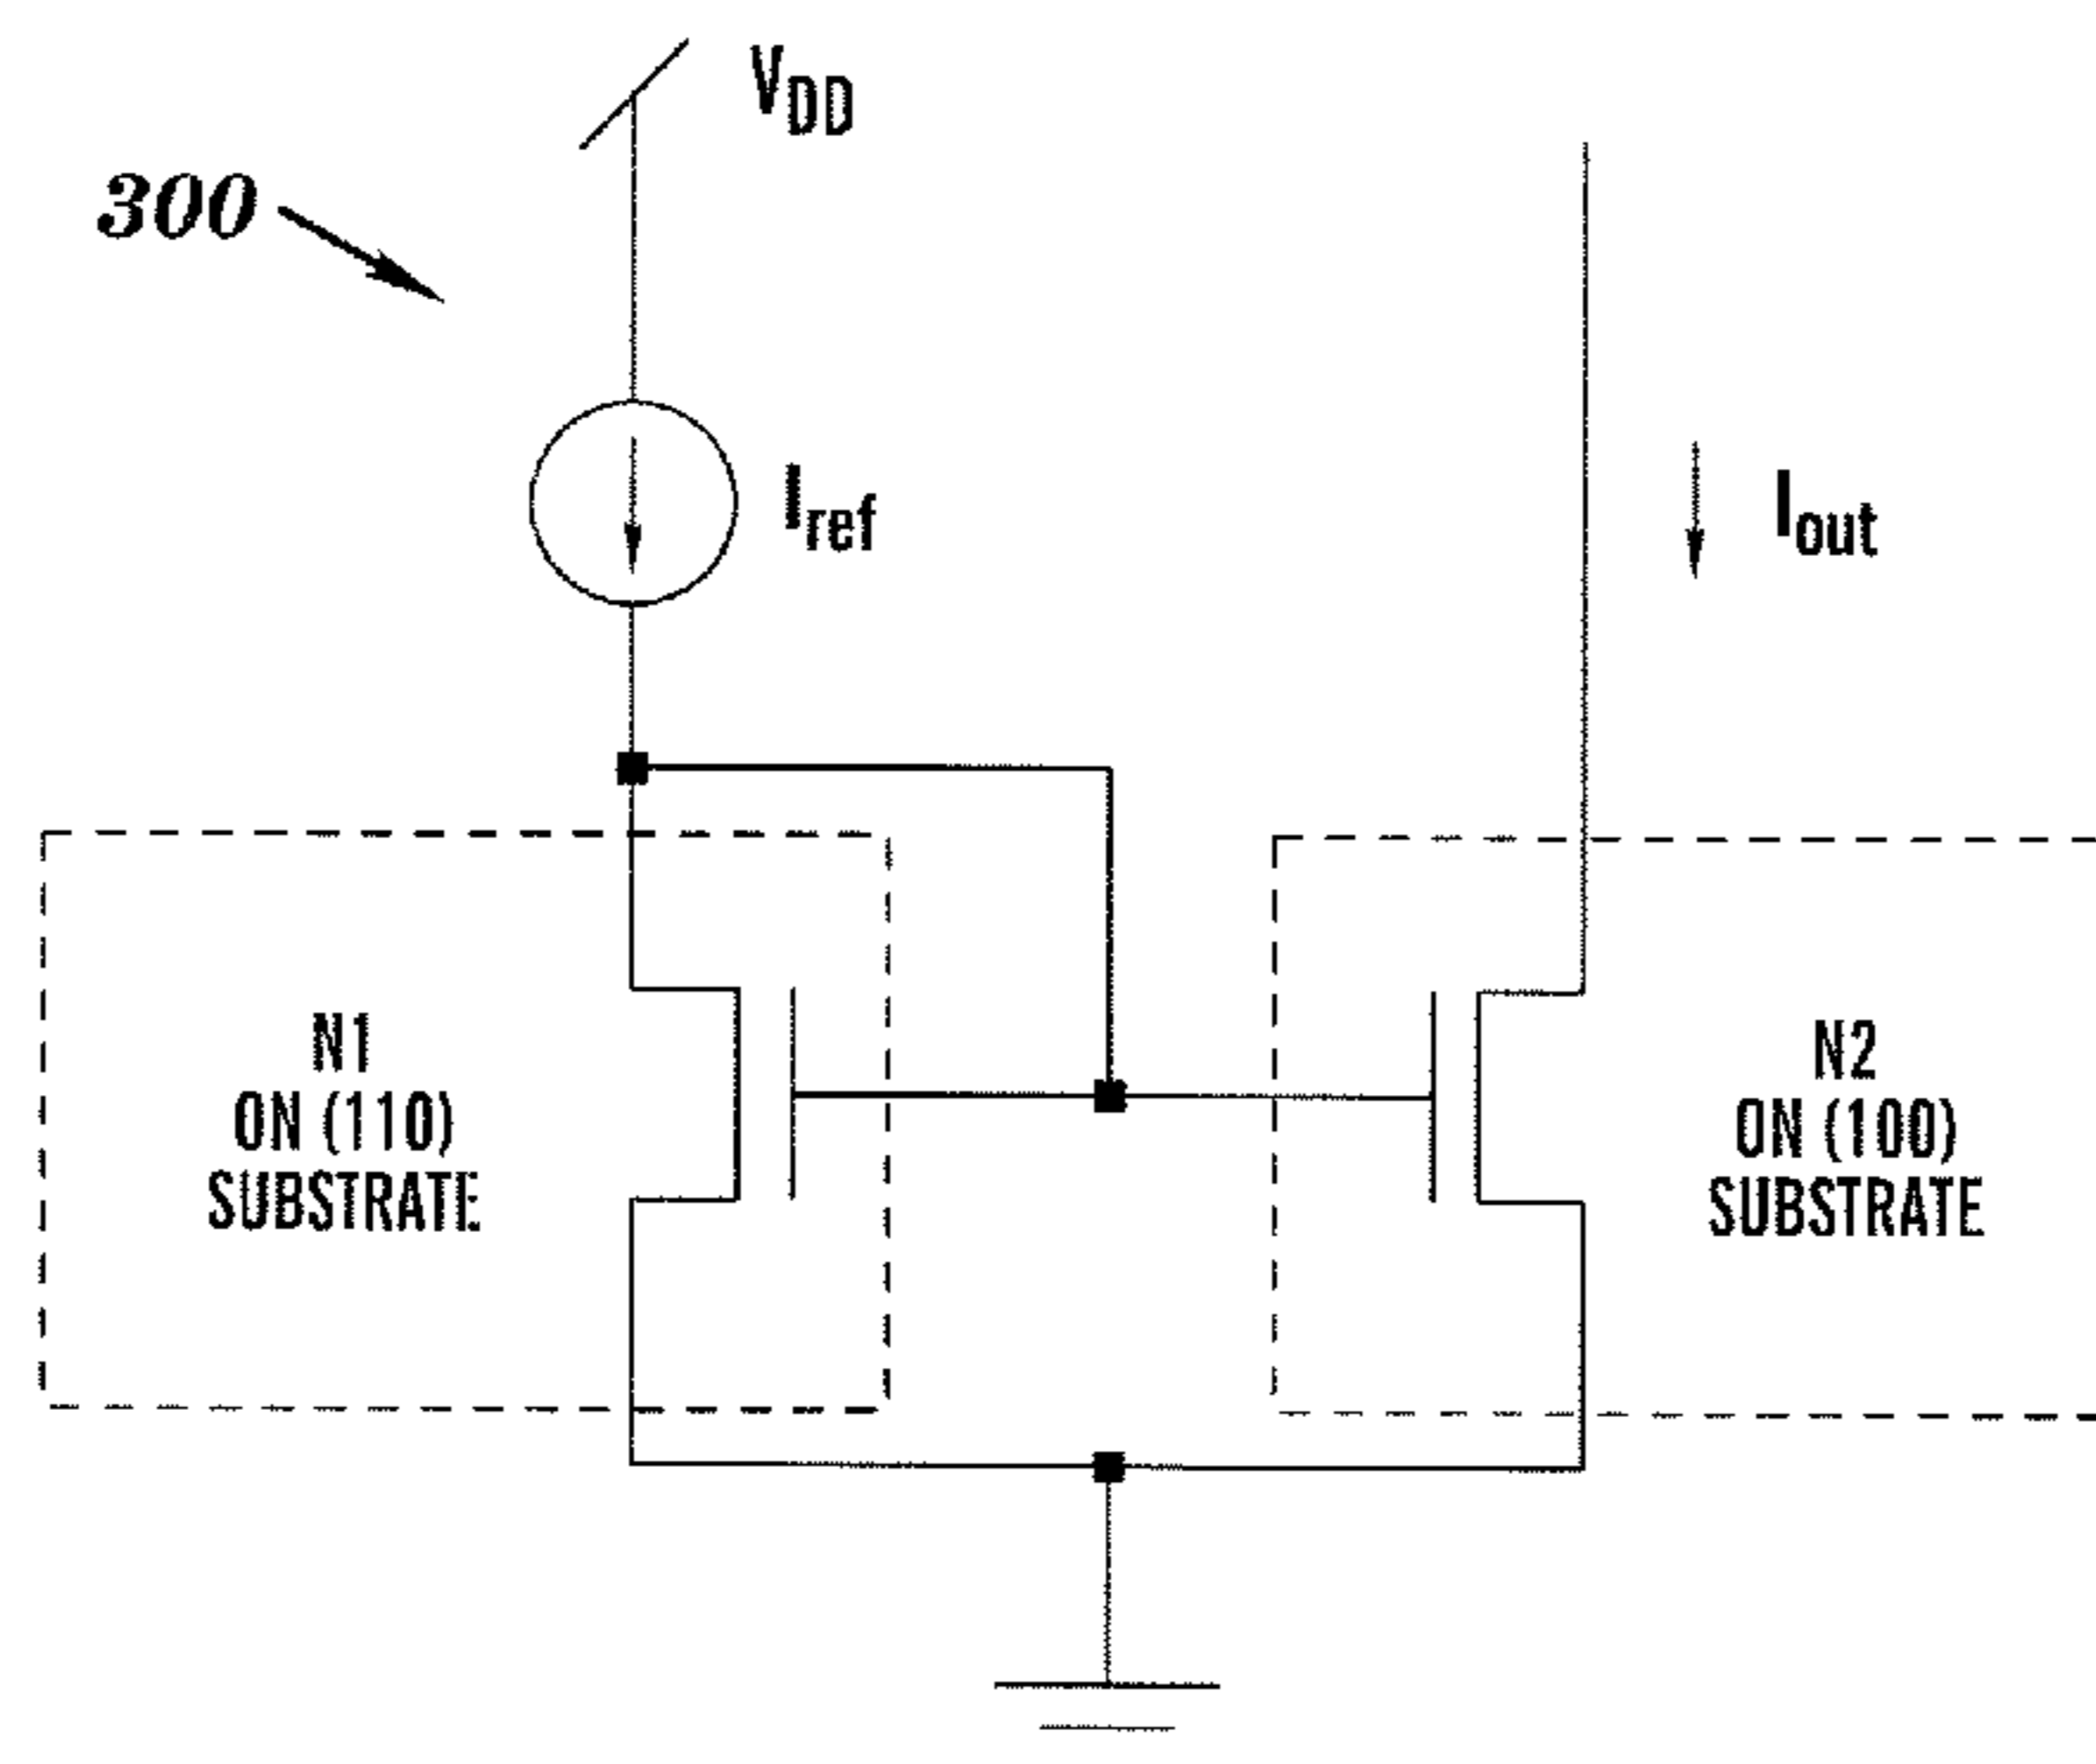 V_DD
300
I_ref
I_out
N1
ON (110)
SUBSTRATE
N2
ON (100)
SUBSTRATE